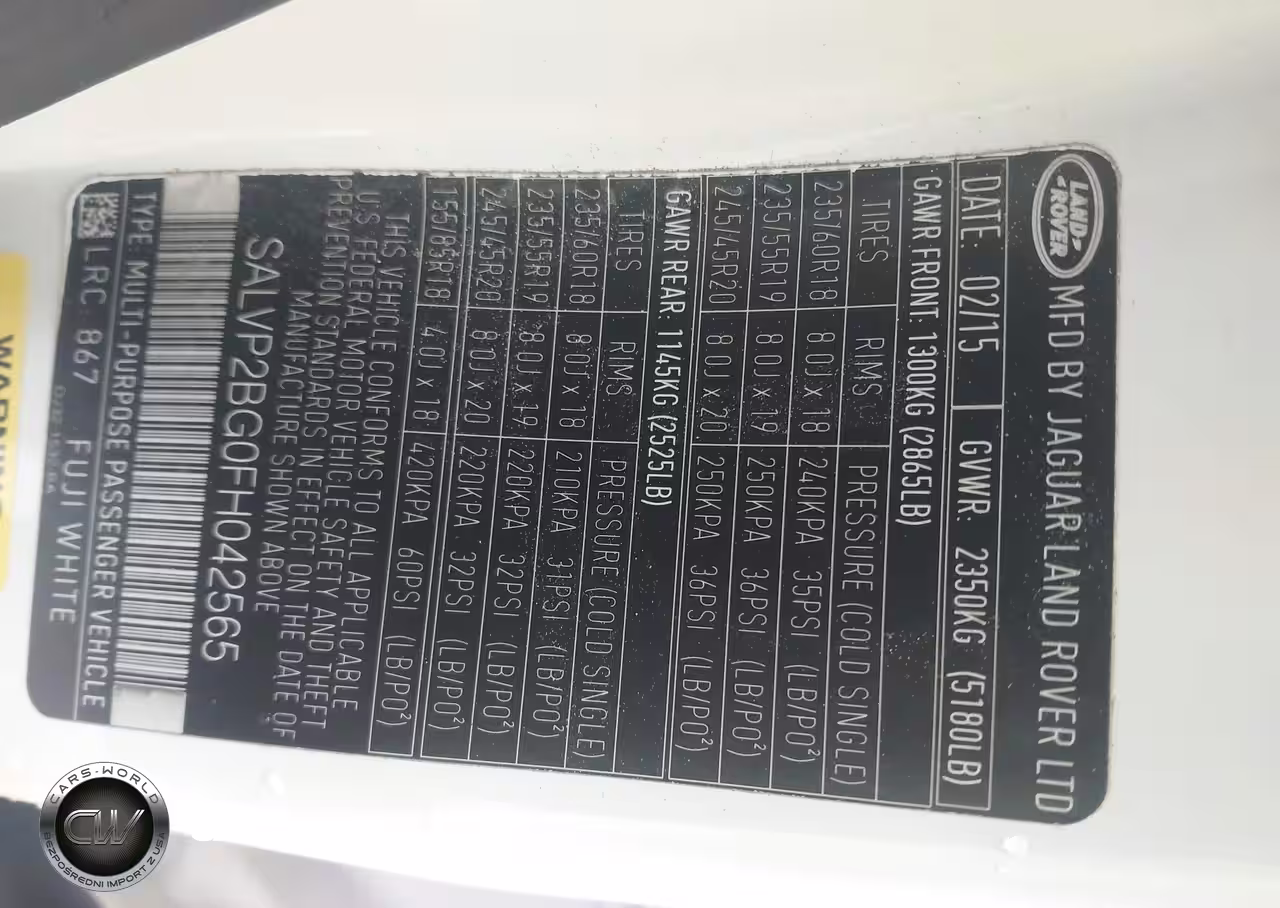 LAND
ROVER
MFD BY JAGUAR LAND ROVER LTD
DATE: 02/15 GVWR: 2350KG (5180LB)
GAWR FRONT: 1300KG (2865LB)
TIRES RIMS PRESSURE (COLD SINGLE)
235/60R18 8.0J x 18 240KPA 35PSI (LB/PO²)
235/55R19 8.0J x 19 250KPA 36PSI (LB/PO²)
245/45R20 8.0J x 20 250KPA 36PSI (LB/PO²)
GAWR REAR: 1145KG (2525LB)
TIRES RIMS PRESSURE (COLD SINGLE)
235/60R18 8.0J x 18 210KPA 31PSI (LB/PO²)
235/55R19 8.0J x 19 220KPA 32PSI (LB/PO²)
245/45R20 8.0J x 20 220KPA 32PSI (LB/PO²)
155/85R18 4.0J x 18 420KPA 60PSI (LB/PO²)
THIS VEHICLE CONFORMS TO ALL APPLICABLE
U.S FEDERAL MOTOR VEHICLE SAFETY AND THEFT
PREVENTION STANDARDS IN EFFECT ON THE DATE OF
MANUFACTURE SHOWN ABOVE
SALVP2BG0FH042565
TYPE: MULTI-PURPOSE PASSENGER VEHICLE
LRC 867 FUJI WHITE
WARNING
CARS-WORLD
CW
BEZPOŚREDNI IMPORT Z USA